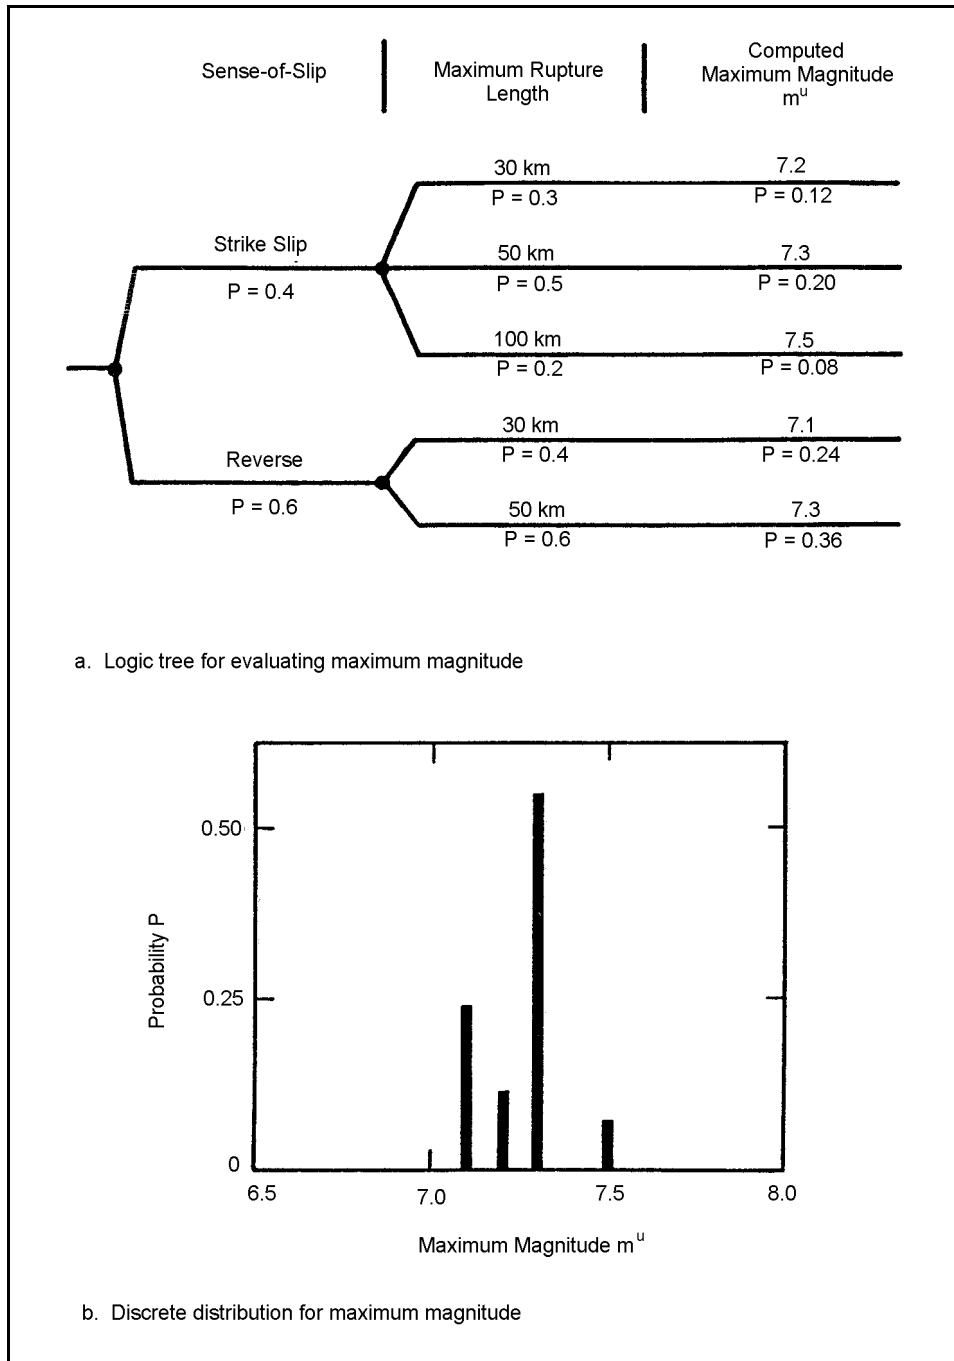 Sense-of-Slip
Maximum Rupture
Length
Computed
Maximum Magnitude
mᵘ
30 km
P = 0.3
7.2
P = 0.12
Strike Slip
P = 0.4
50 km
P = 0.5
7.3
P = 0.20
100 km
P = 0.2
7.5
P = 0.08
30 km
P = 0.4
7.1
P = 0.24
Reverse
P = 0.6
50 km
P = 0.6
7.3
P = 0.36
a. Logic tree for evaluating maximum magnitude
0.50
0.25
0
Probability P
6.5
7.0
7.5
8.0
Maximum Magnitude mᵘ
b. Discrete distribution for maximum magnitude